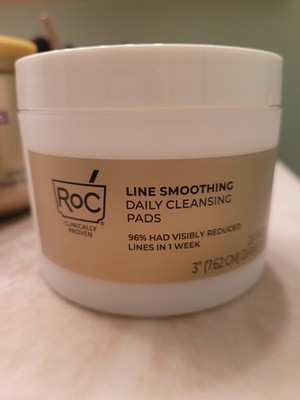 RoC®
CLINICALLY
PROVEN
LINE SMOOTHING
DAILY CLEANSING
PADS
96% HAD VISIBLY REDUCED
LINES IN 1 WEEK
3" (7.62 CM)